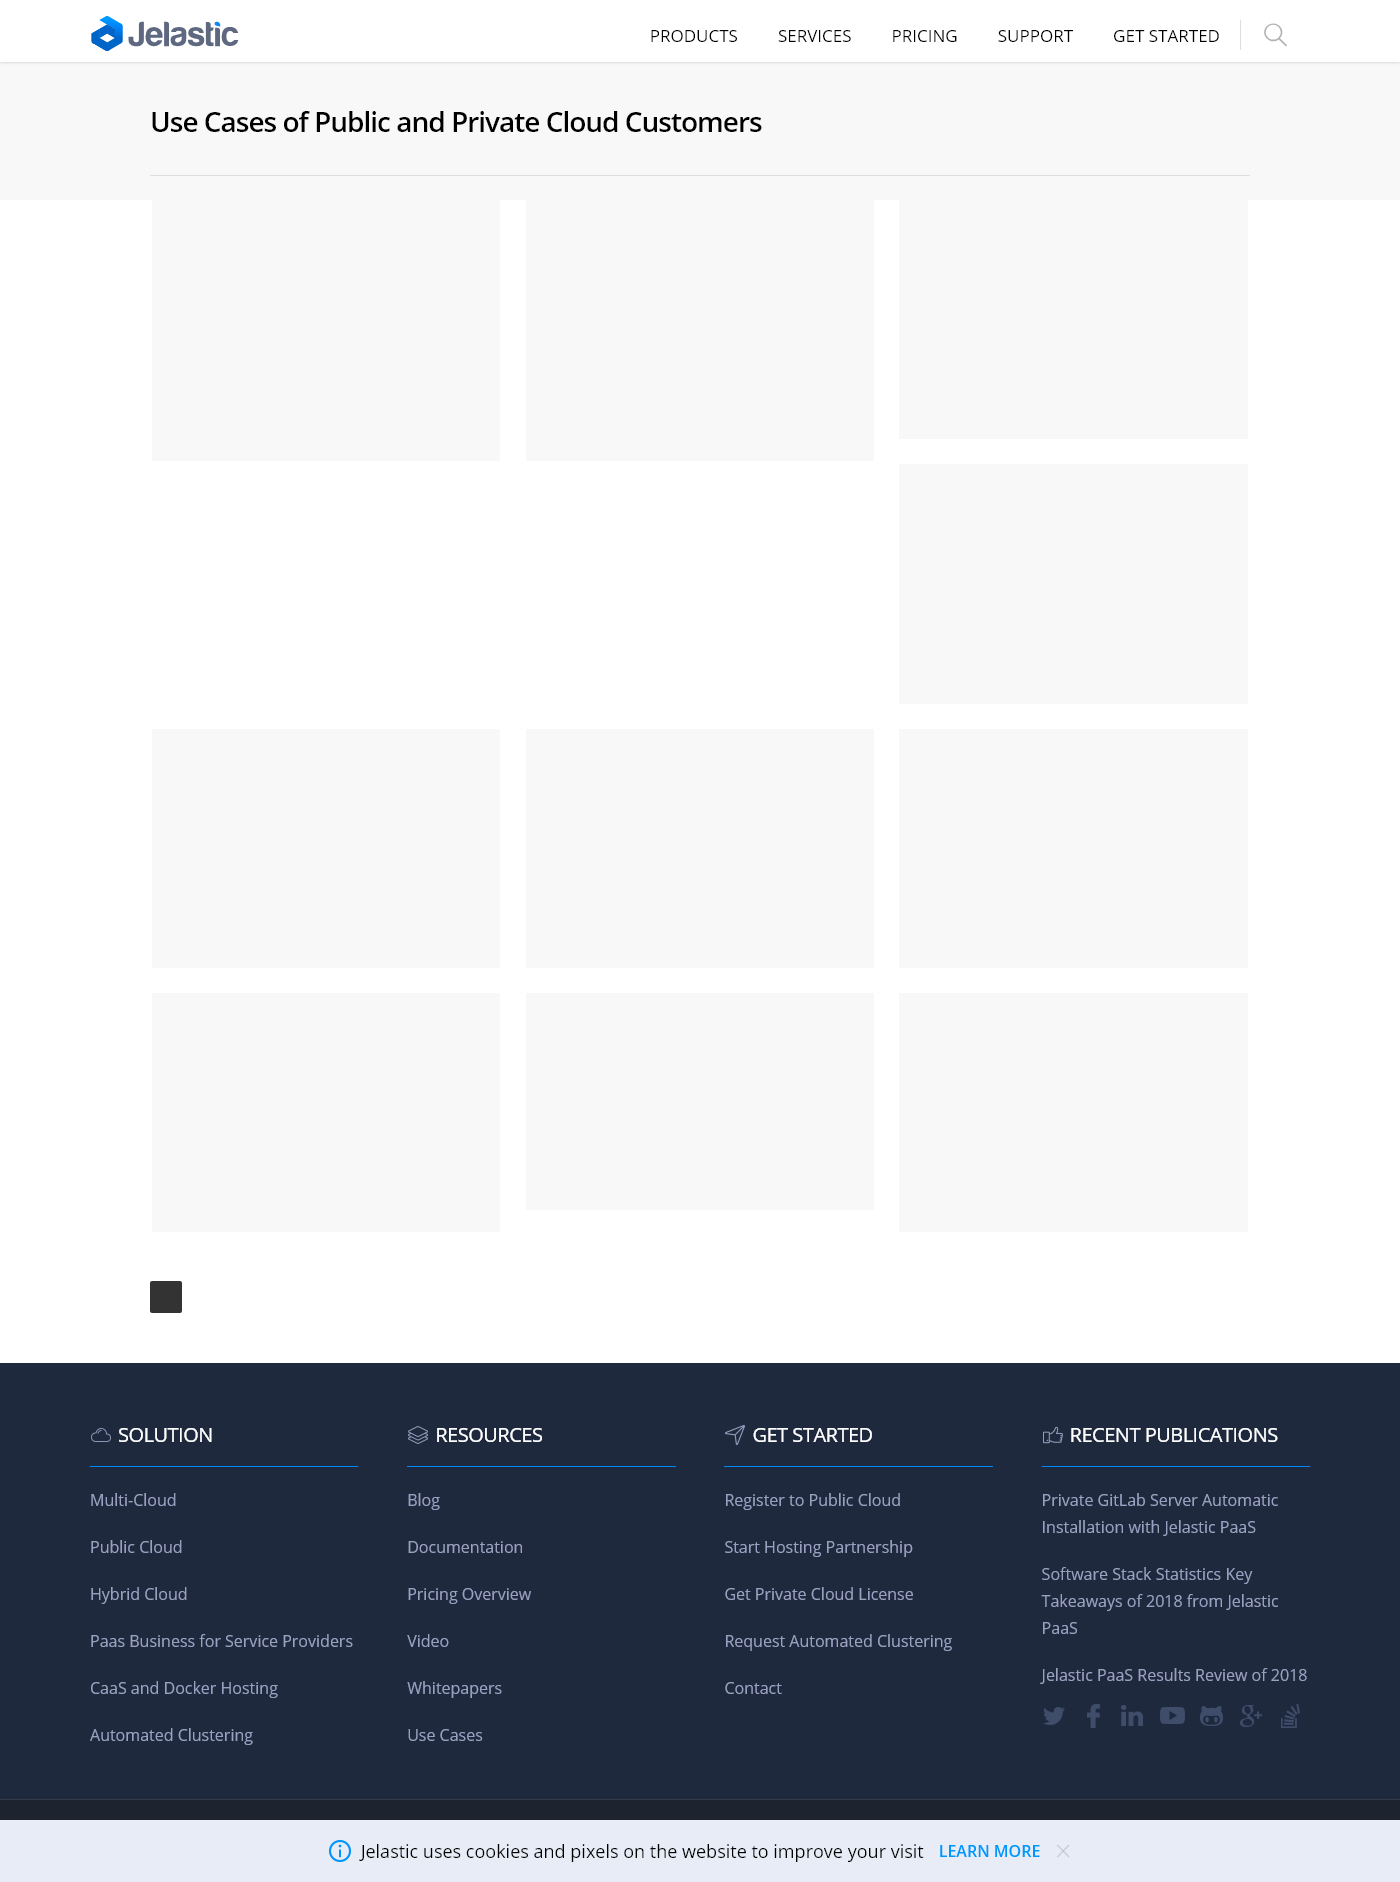 Jelastic
PRODUCTS SERVICES PRICING SUPPORT GET STARTED
Use Cases of Public and Private Cloud Customers
SOLUTION
Multi-Cloud
Public Cloud
Hybrid Cloud
Paas Business for Service Providers
CaaS and Docker Hosting
Automated Clustering
RESOURCES
Blog
Documentation
Pricing Overview
Video
Whitepapers
Use Cases
GET STARTED
Register to Public Cloud
Start Hosting Partnership
Get Private Cloud License
Request Automated Clustering
Contact
RECENT PUBLICATIONS
Private GitLab Server Automatic
Installation with Jelastic PaaS
Software Stack Statistics Key
Takeaways of 2018 from Jelastic
PaaS
Jelastic PaaS Results Review of 2018
Jelastic uses cookies and pixels on the website to improve your visit LEARN MORE